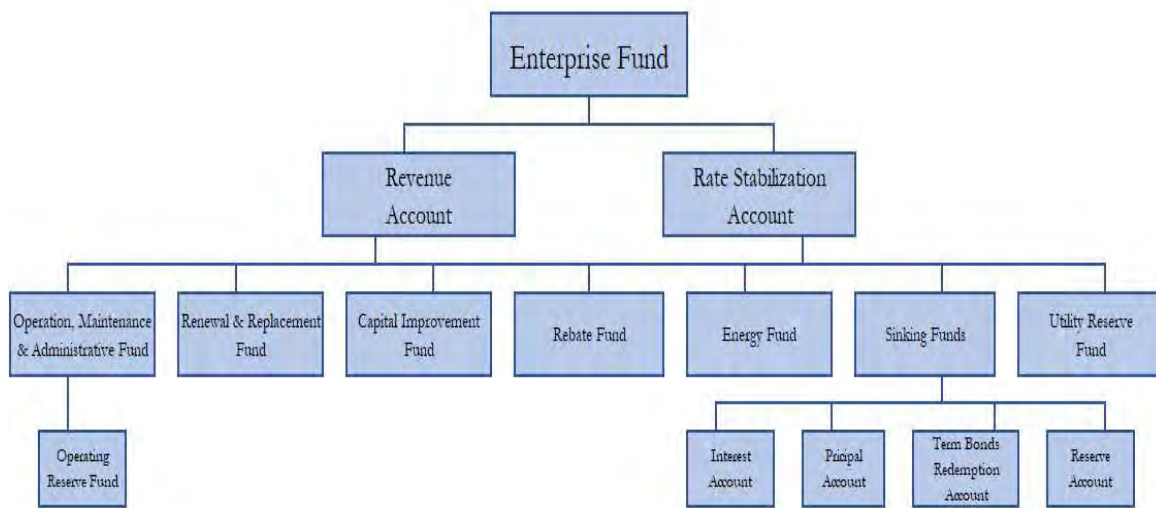 Enterprise Fund
Revenue
Account
Rate Stabilization
Account
Operation, Maintenance
& Administrative Fund
Renewal & Replacement
Fund
Capital Improvement
Fund
Rebate Fund
Energy Fund
Sinking Funds
Utility Reserve
Fund
Operating
Reserve Fund
Interest
Account
Pricipal
Account
Term Bonds
Redemption
Account
Reserve
Account